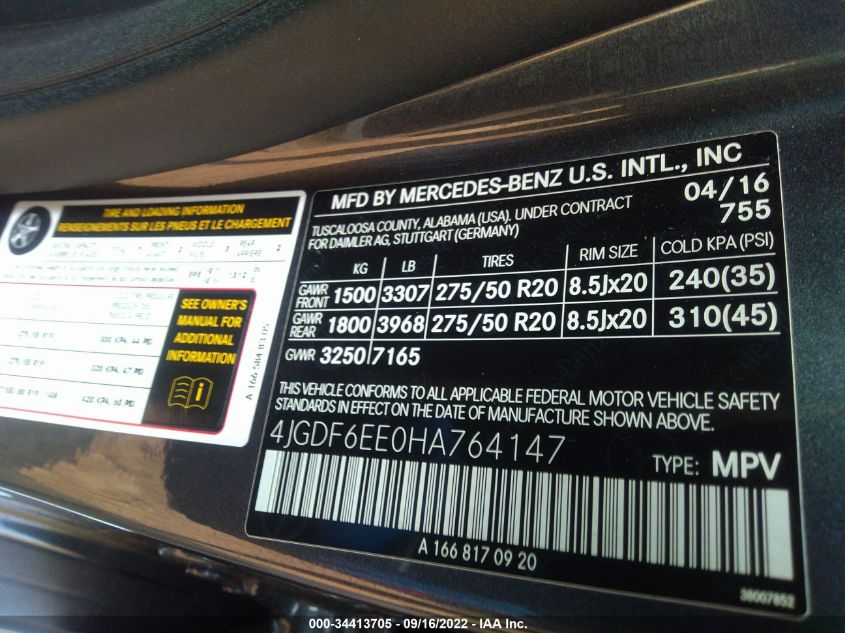 TIRE AND LOADING INFORMATION
RENSEIGNEMENTS SUR LES PNEUS ET LE CHARGEMENT
SEE OWNER'S
MANUAL FOR
ADDITIONAL
INFORMATION
A 166 584 83 05
MFD BY MERCEDES-BENZ U.S. INTL., INC
TUSCALOOSA COUNTY, ALABAMA (USA), UNDER CONTRACT
FOR DAIMLER AG, STUTTGART (GERMANY)
04/16
755
KG LB TIRES RIM SIZE COLD KPA (PSI)
GAWR FRONT 1500 3307 275/50 R20 8.5Jx20 240(35)
GAWR REAR 1800 3968 275/50 R20 8.5Jx20 310(45)
GVWR 3250 7165
THIS VEHICLE CONFORMS TO ALL APPLICABLE FEDERAL MOTOR VEHICLE SAFETY
STANDARDS IN EFFECT ON THE DATE OF MANUFACTURE SHOWN ABOVE.
4JGDF6EE0HA764147
TYPE: MPV
A 166 817 09 20
38007852
000-34413705 - 09/16/2022 - IAA Inc.